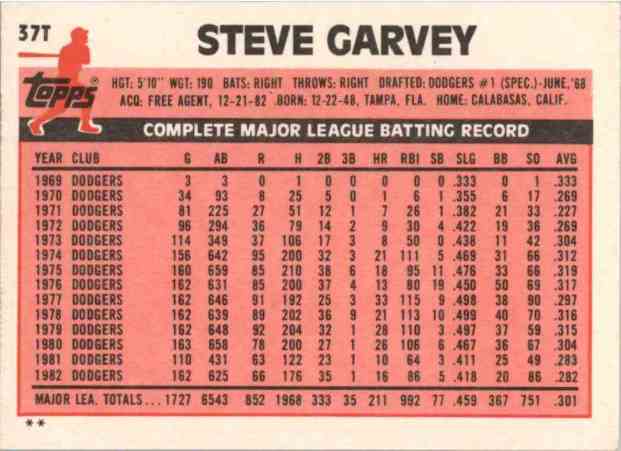 37T
STEVE GARVEY
Topps®
HGT: 5'10" WGT: 190 BATS: RIGHT THROWS: RIGHT DRAFTED: DODGERS #1 (SPEC.)-JUNE, '68
ACQ: FREE AGENT, 12-21-82 BORN: 12-22-48, TAMPA, FLA. HOME: CALABASAS, CALIF.
COMPLETE MAJOR LEAGUE BATTING RECORD
YEAR CLUB G AB R H 2B 3B HR RBI SB SLG BB SO AVG
1969 DODGERS 3 3 0 1 0 0 0 0 0 .333 0 1 .333
1970 DODGERS 34 93 8 25 5 0 1 6 1 .355 6 17 .269
1971 DODGERS 81 225 27 51 12 1 7 26 1 .382 21 33 .227
1972 DODGERS 96 294 36 79 14 2 9 30 4 .422 19 36 .269
1973 DODGERS 114 349 37 106 17 3 8 50 0 .438 11 42 .304
1974 DODGERS 156 642 95 200 32 3 21 111 5 .469 31 66 .312
1975 DODGERS 160 659 85 210 38 6 18 95 11 .476 33 66 .319
1976 DODGERS 162 631 85 200 37 4 13 80 19 .450 50 69 .317
1977 DODGERS 162 646 91 192 25 3 33 115 9 .498 38 90 .297
1978 DODGERS 162 639 89 202 36 9 21 113 10 .499 40 70 .316
1979 DODGERS 162 648 92 204 32 1 28 110 3 .497 37 59 .315
1980 DODGERS 163 658 78 200 27 1 26 106 6 .467 36 67 .304
1981 DODGERS 110 431 63 122 23 1 10 64 3 .411 25 49 .283
1982 DODGERS 162 625 66 176 35 1 16 86 5 .418 20 86 .282
MAJOR LEA. TOTALS... 1727 6543 852 1968 333 35 211 992 77 .459 367 751 .301
**